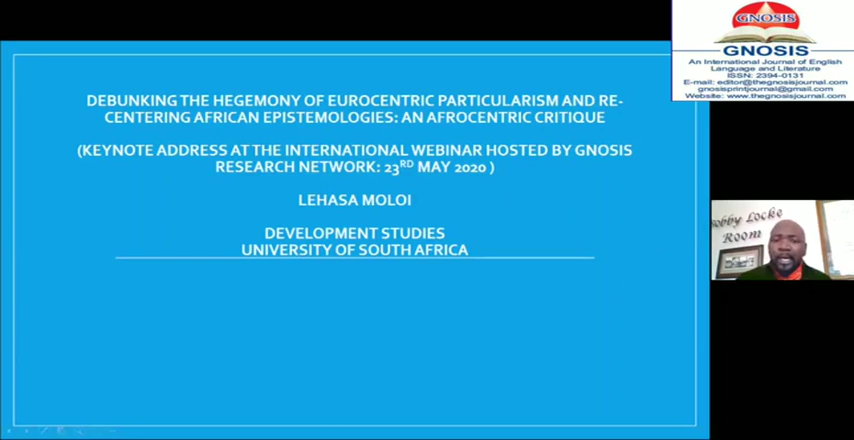 DEBUNKING THE HEGEMONY OF EUROCENTRIC PARTICULARISM AND RE-
CENTERING AFRICAN EPISTEMOLOGIES: AN AFROCENTRIC CRITIQUE
(KEYNOTE ADDRESS AT THE INTERNATIONAL WEBINAR HOSTED BY GNOSIS
RESEARCH NETWORK: 23RD MAY 2020 )
LEHASA MOLOI
DEVELOPMENT STUDIES
UNIVERSITY OF SOUTH AFRICA
GNOSIS
GNOSIS
An International Journal of English
Language and Literature
ISSN: 2394-0131
E-mail: editor@thegnosisjournal.com
gnosisprintjournal@gmail.com
Website: www.thegnosisjournal.com
obby Locke
Room